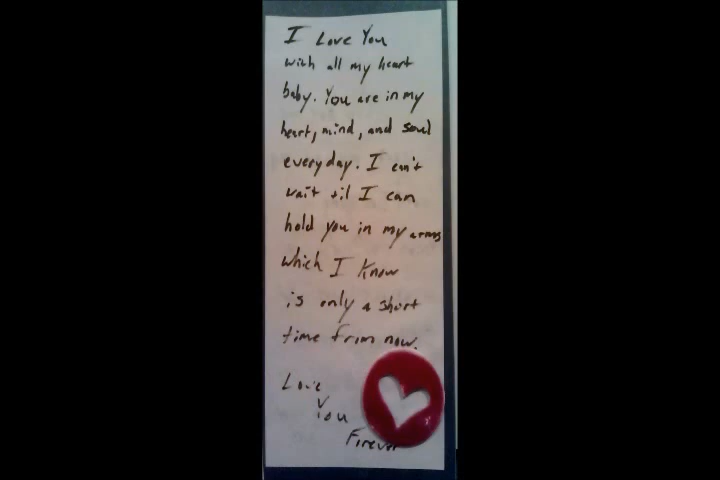 I Love You
with all my heart
baby. You are in my
heart, mind, and soul
everyday. I can't
wait til I can
hold you in my arms
which I know
is only a short
time from now.
Love
You
Forever